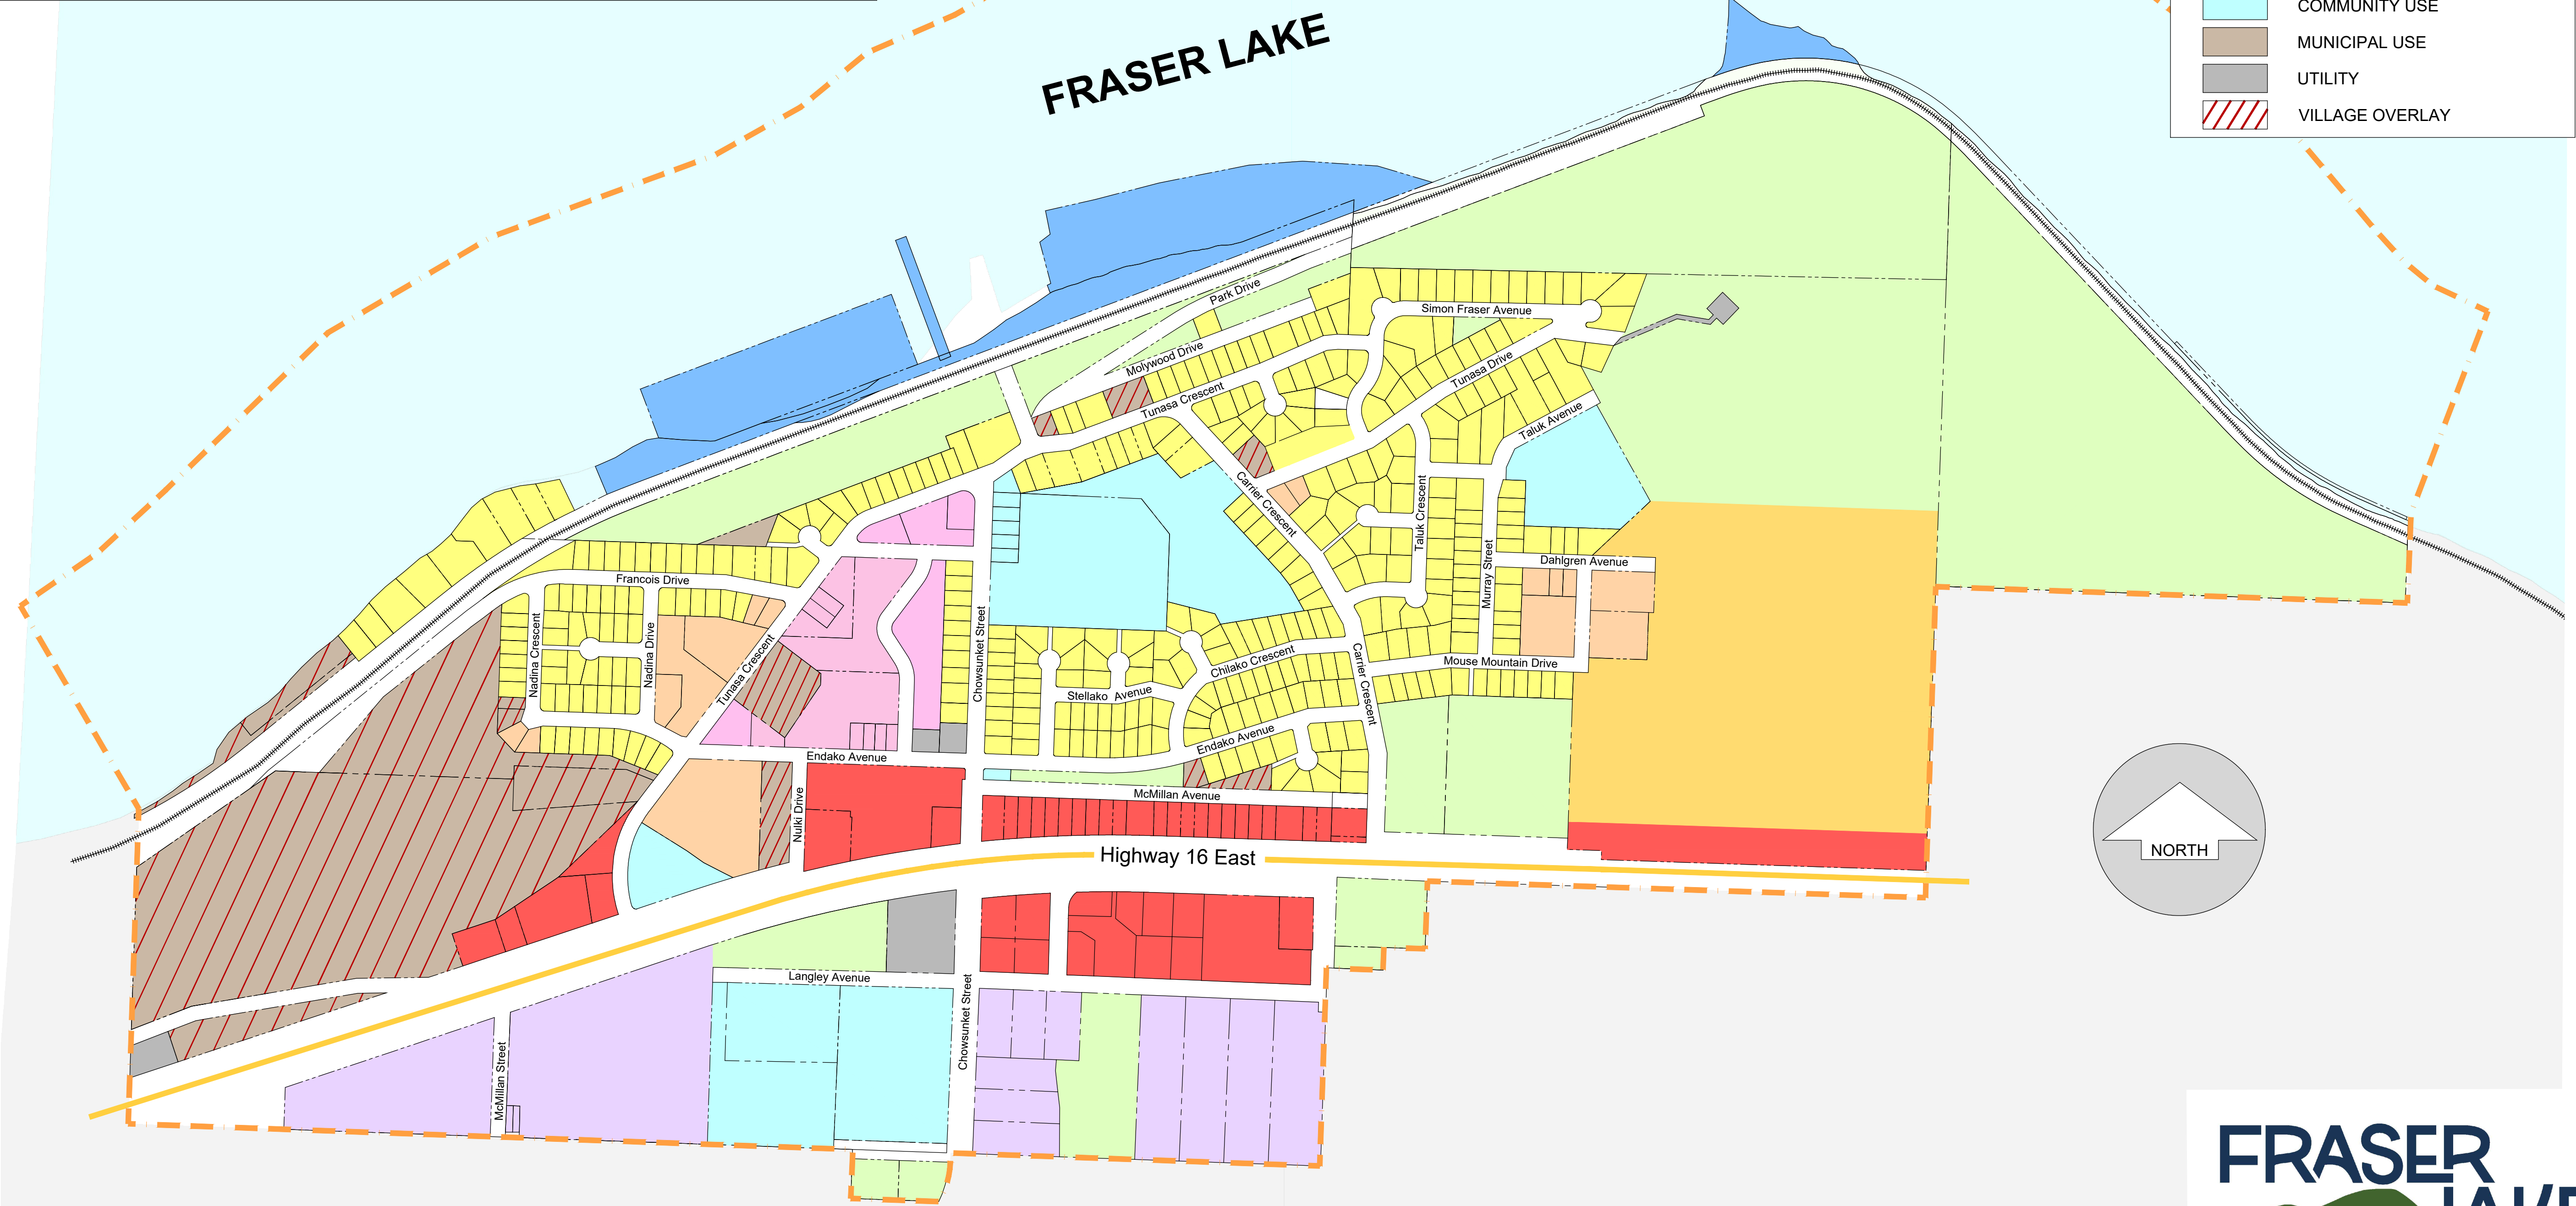 COMMUNITY USE
MUNICIPAL USE
UTILITY
VILLAGE OVERLAY
FRASER LAKE
Park Drive
Simon Fraser Avenue
Molywood Drive
Tunasa Drive
Tunasa Crescent
Taluk Avenue
Carrier Crescent
Taluk Crescent
Murray Street
Dahlgren Avenue
Francois Drive
Nadina Crescent
Nadina Drive
Tunasa Crescent
Chowsunket Street
Chilako Crescent
Carrier Crescent
Mouse Mountain Drive
Stellako Avenue
Endako Avenue
Endako Avenue
McMillan Avenue
Nulki Drive
Highway 16 East
NORTH
Langley Avenue
Chowsunket Street
McMillan Street
FRASER